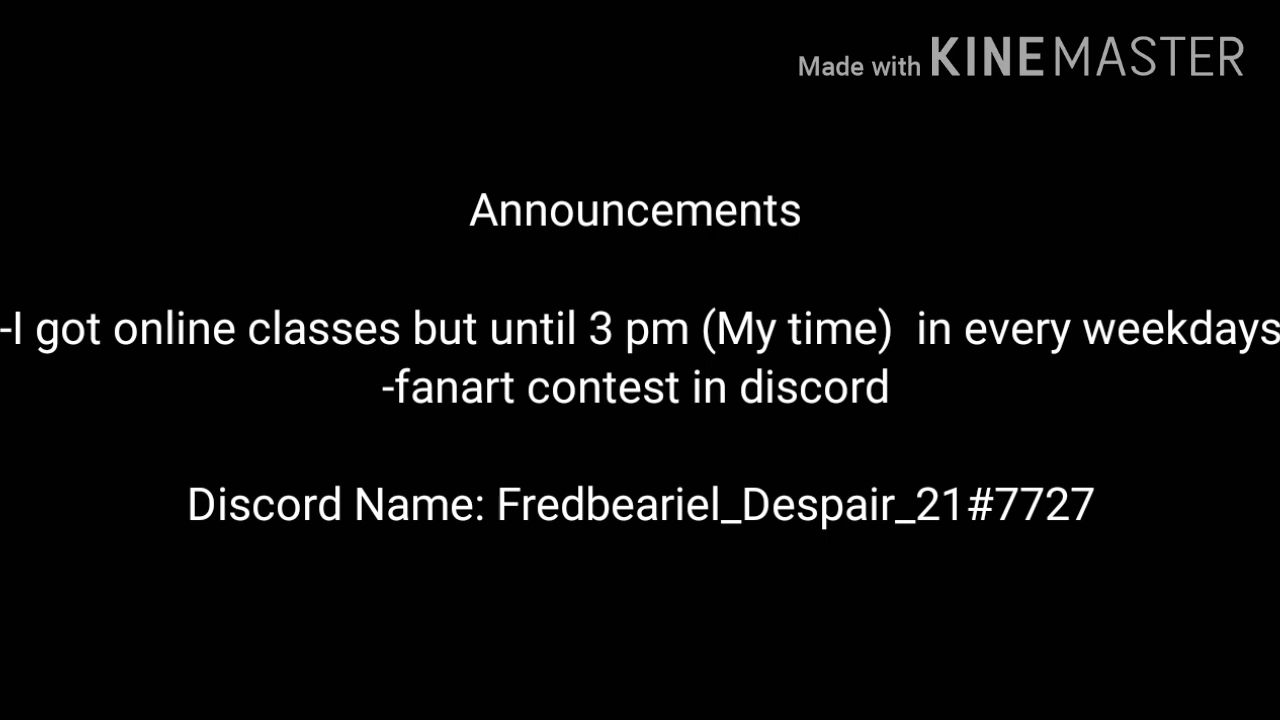 Made with KINEMASTER
Announcements
-I got online classes but until 3 pm (My time)  in every weekdays
-fanart contest in discord
Discord Name: Fredbeariel_Despair_21#7727